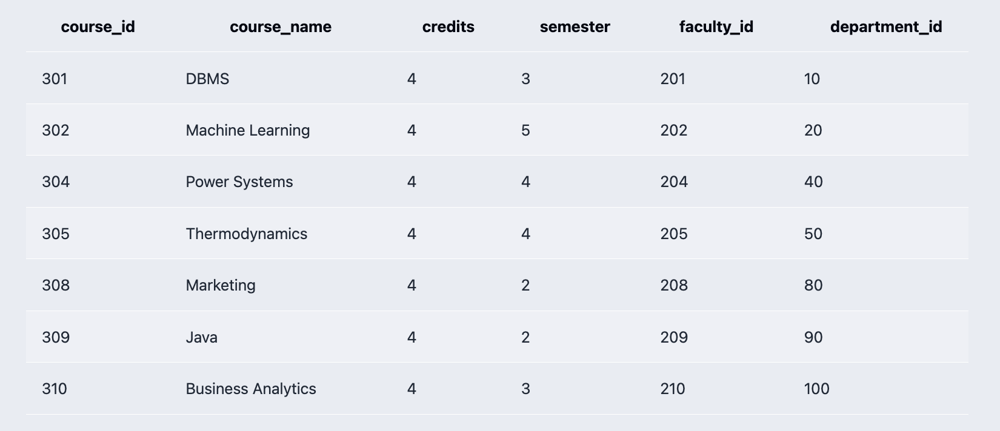 course_id course_name credits semester faculty_id department_id
301 DBMS 4 3 201 10
302 Machine Learning 4 5 202 20
304 Power Systems 4 4 204 40
305 Thermodynamics 4 4 205 50
308 Marketing 4 2 208 80
309 Java 4 2 209 90
310 Business Analytics 4 3 210 100